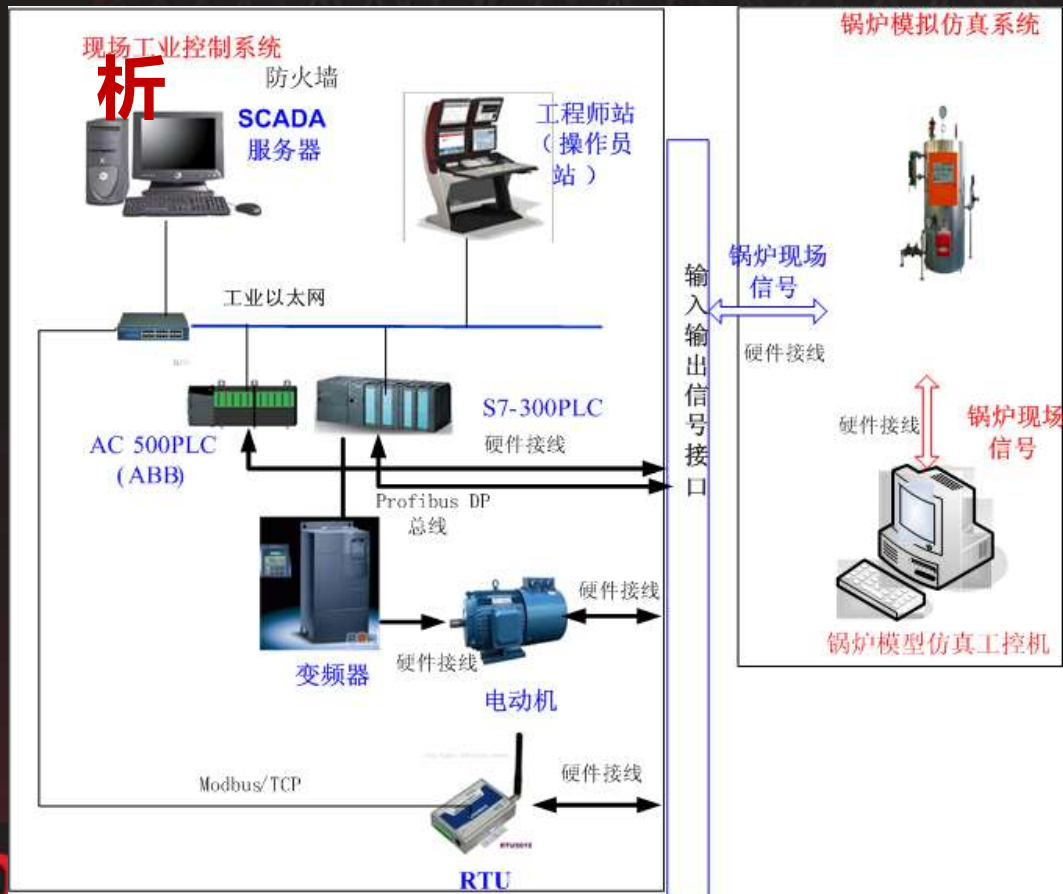 现场工业控制系统
析
防火墙
SCADA
服务器
工程师站
（操作员
站）
工业以太网
AC 500PLC
(ABB)
S7-300PLC
硬件接线
Profibus DP
总线
变频器
硬件接线
电动机
硬件接线
Modbus/TCP
硬件接线
RTU
输
入
输
出
信
号
接
口
锅炉模拟仿真系统
锅炉现场
信号
硬件接线
硬件接线
锅炉现场
信号
锅炉模型仿真工控机